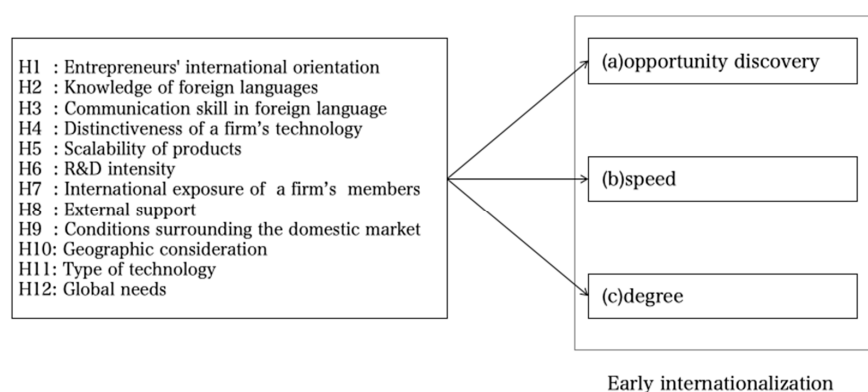 H1 : Entrepreneurs' international orientation
H2 : Knowledge of foreign languages
H3 : Communication skill in foreign language
H4 : Distinctiveness of a firm's technology
H5 : Scalability of products
H6 : R&D intensity
H7 : International exposure of a firm's members
H8 : External support
H9 : Conditions surrounding the domestic market
H10: Geographic consideration
H11: Type of technology
H12: Global needs
(a)opportunity discovery
(b)speed
(c)degree
Early internationalization